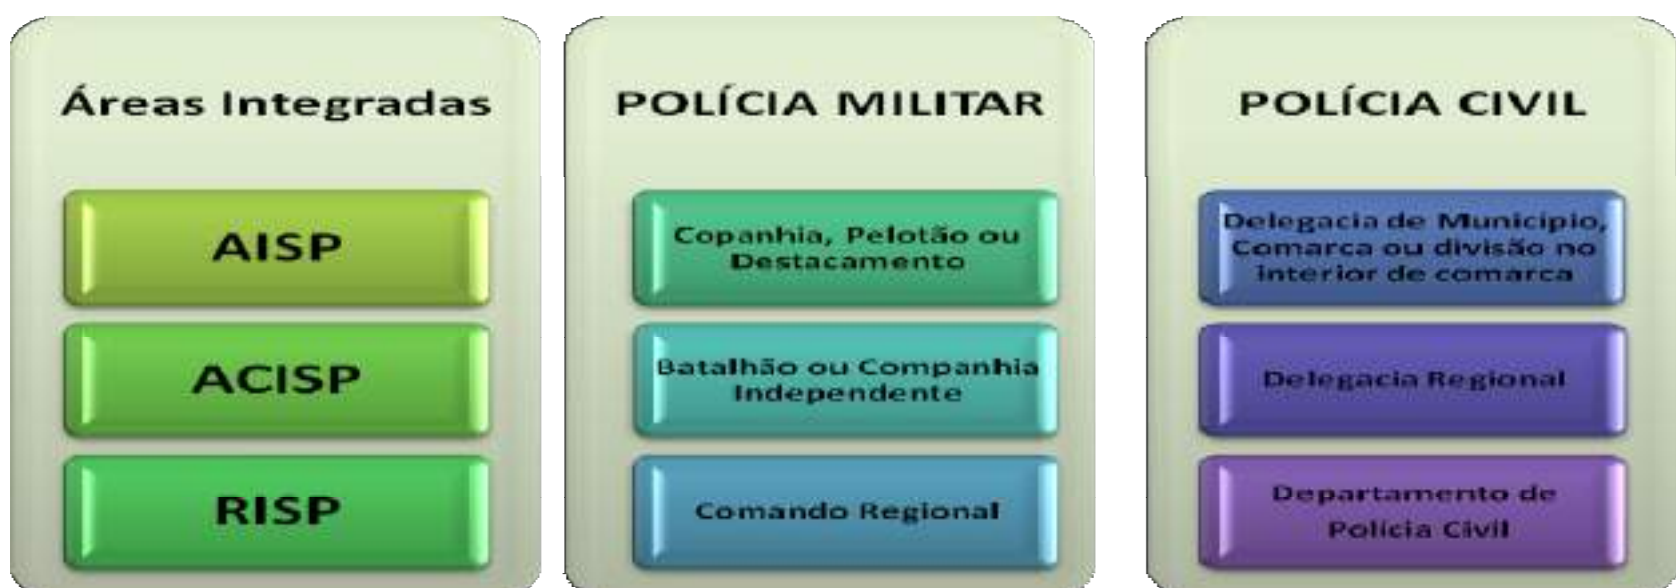 Áreas Integradas
AISP
ACISP
RISP
POLÍCIA MILITAR
Copanhia, Pelotão ou
Destacamento
Batalhão ou Companhia
Independente
Comando Regional
POLÍCIA CIVIL
Delegacia de Município,
Comarca ou divisão no
interior de comarca
Delegacia Regional
Departamento de
Polícia Civil